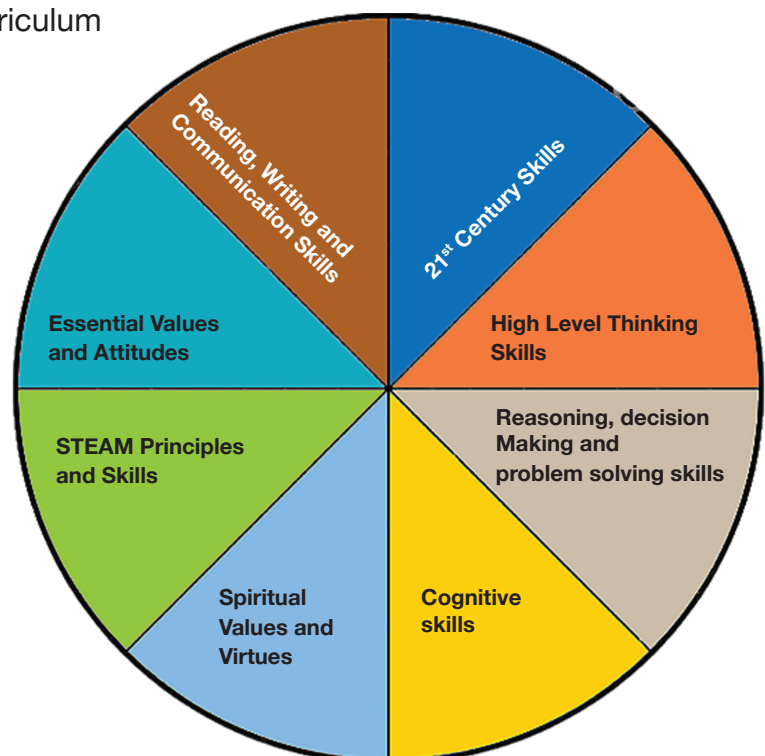 riculum
Reading, Writing and
Communication Skills
21st Century Skills
Essential Values
and Attitudes
High Level Thinking
Skills
STEAM Principles
and Skills
Reasoning, decision
Making and
problem solving skills
Spiritual
Values and
Virtues
Cognitive
skills